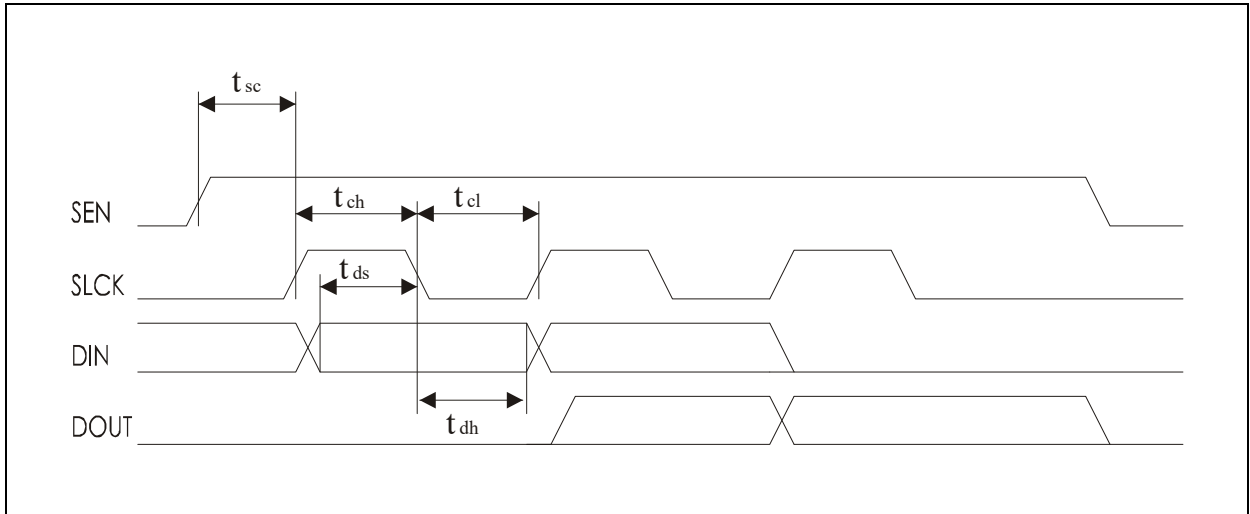 t sc
SEN
t ch
t cl
SLCK
t ds
DIN
t dh
DOUT